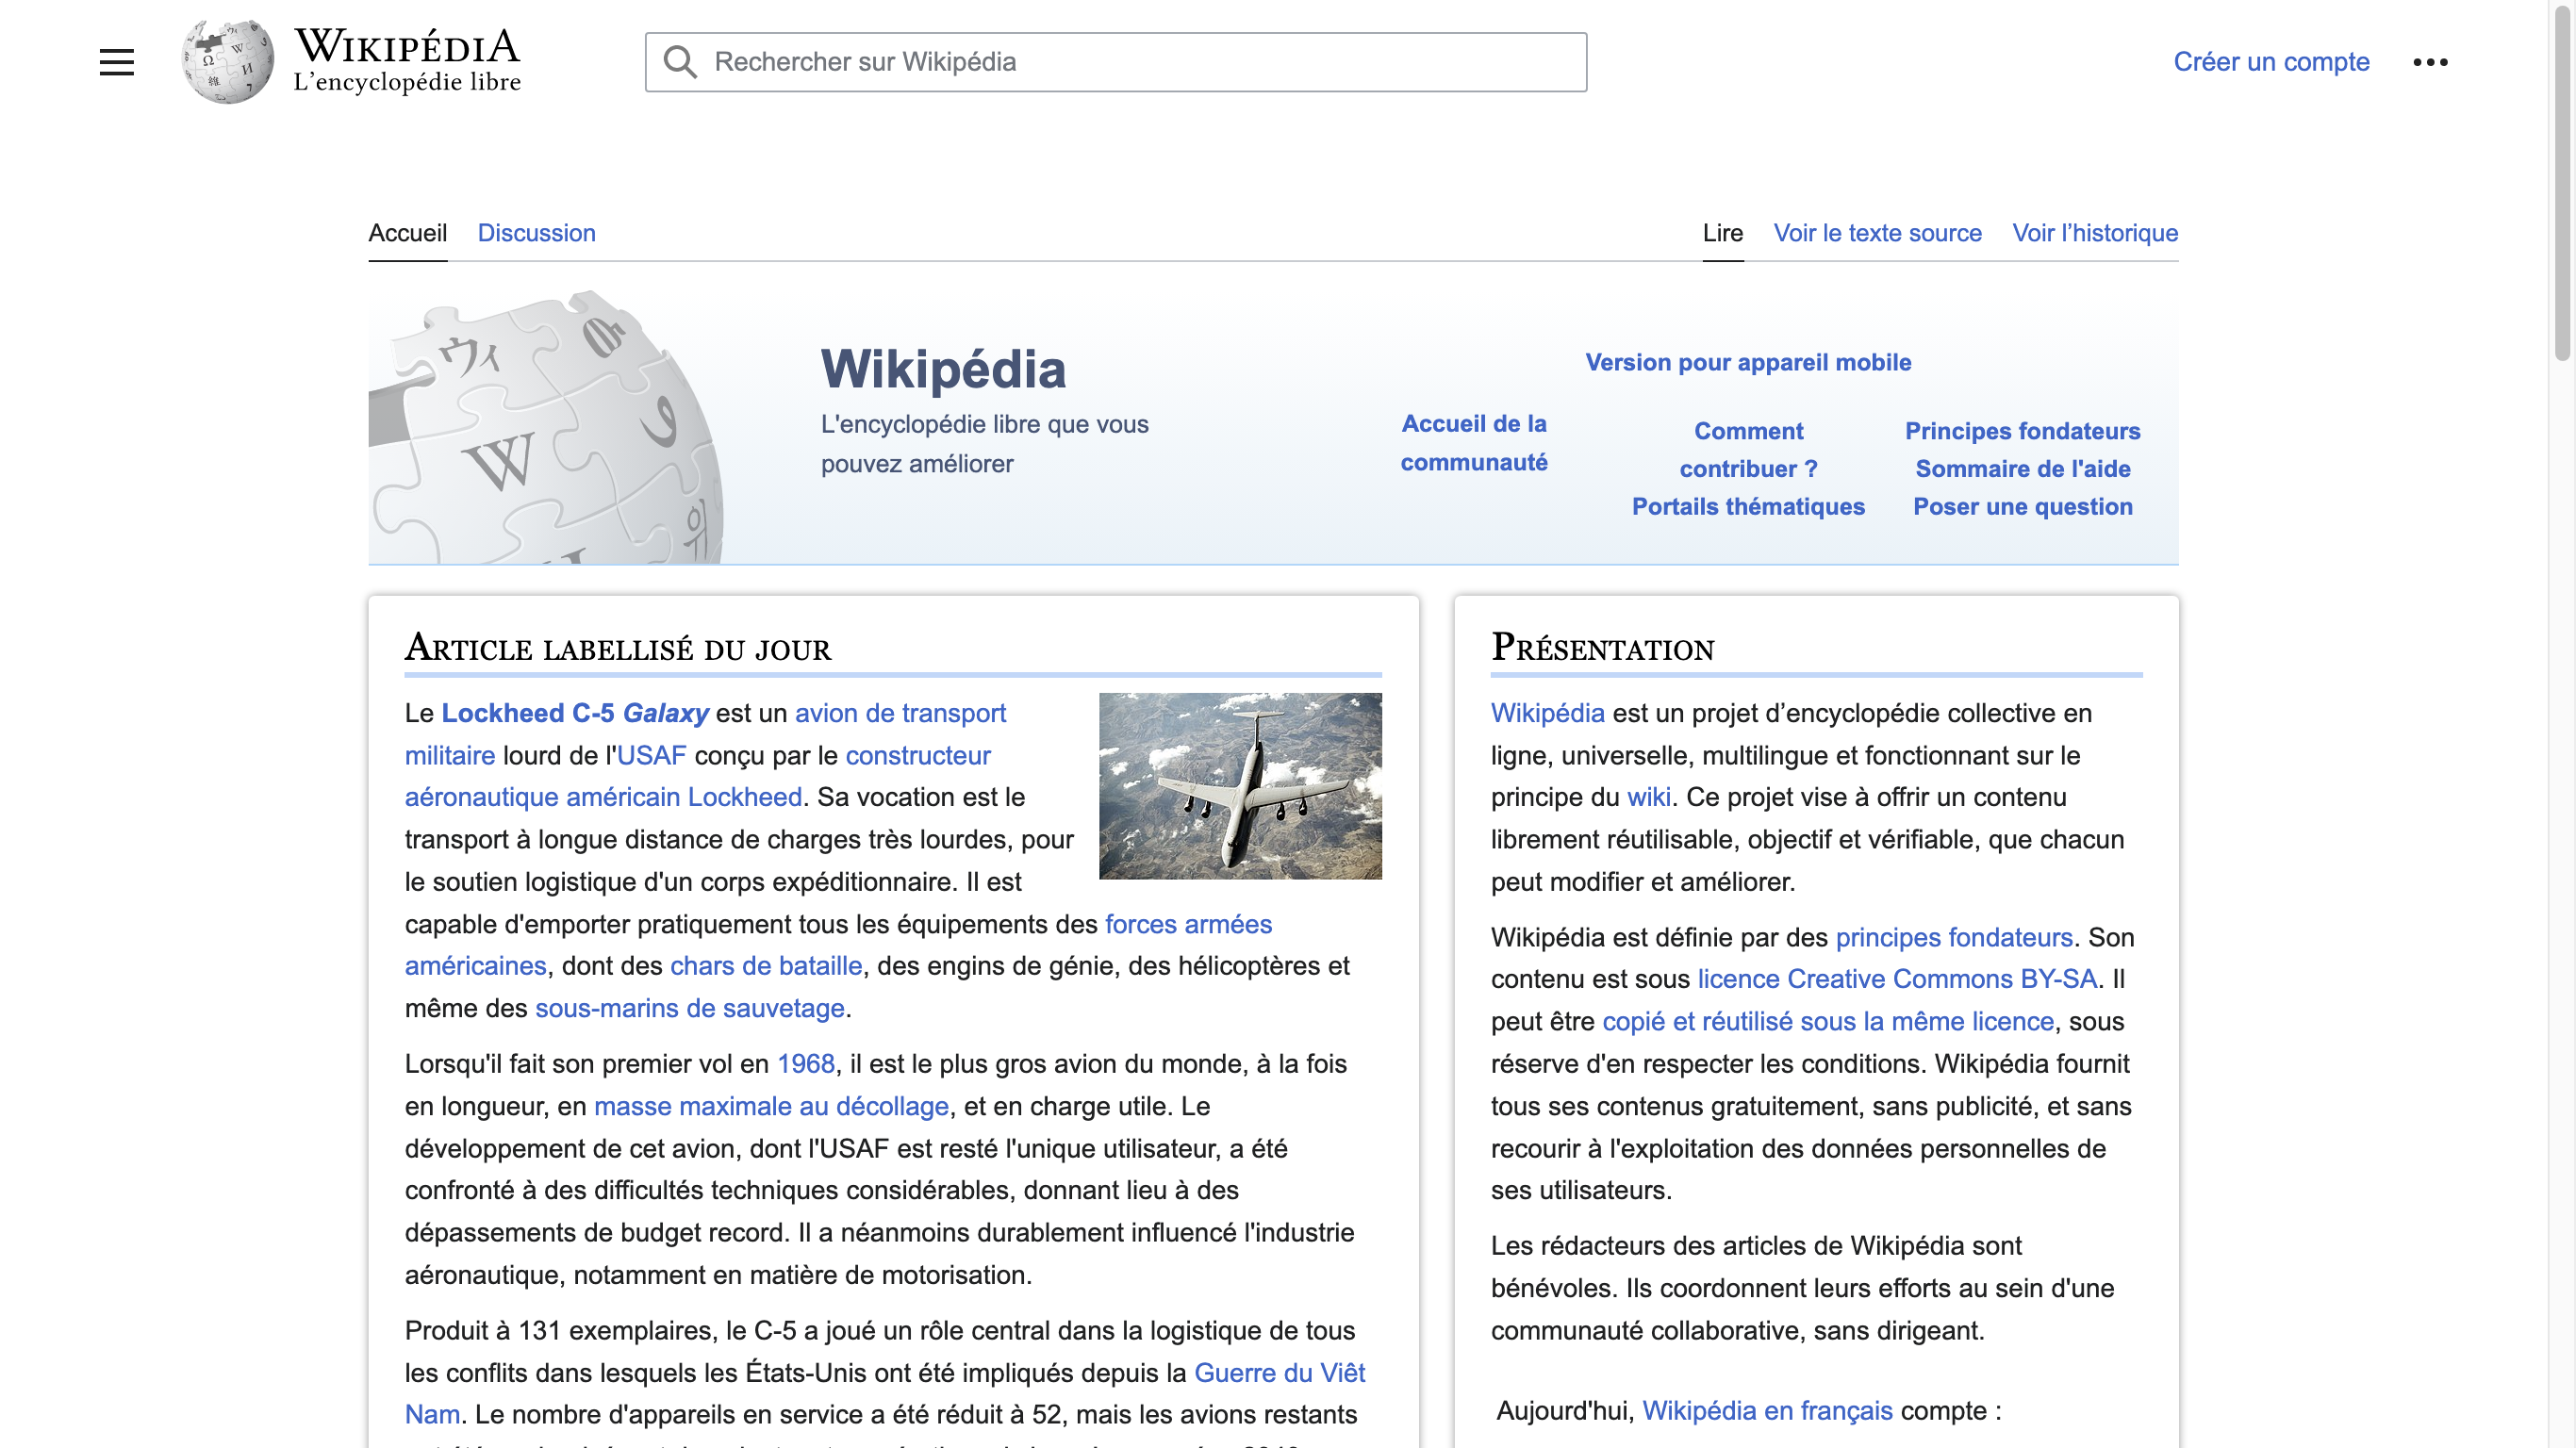 WIKIPÉDIA
L'encyclopédie libre
Rechercher sur Wikipédia
Créer un compte
Accueil Discussion
Lire Voir le texte source Voir l’historique
Wikipédia
L'encyclopédie libre que vous
pouvez améliorer
Version pour appareil mobile
Accueil de la
communauté
Comment
contribuer ?
Portails thématiques
Principes fondateurs
Sommaire de l'aide
Poser une question
Article labellisé du jour
Le Lockheed C-5 Galaxy est un avion de transport
militaire lourd de l'USAF conçu par le constructeur
aéronautique américain Lockheed. Sa vocation est le
transport à longue distance de charges très lourdes, pour
le soutien logistique d'un corps expéditionnaire. Il est
capable d'emporter pratiquement tous les équipements des forces armées
américaines, dont des chars de bataille, des engins de génie, des hélicoptères et
même des sous-marins de sauvetage.
Lorsqu'il fait son premier vol en 1968, il est le plus gros avion du monde, à la fois
en longueur, en masse maximale au décollage, et en charge utile. Le
développement de cet avion, dont l'USAF est resté l'unique utilisateur, a été
confronté à des difficultés techniques considérables, donnant lieu à des
dépassements de budget record. Il a néanmoins durablement influencé l'industrie
aéronautique, notamment en matière de motorisation.
Produit à 131 exemplaires, le C-5 a joué un rôle central dans la logistique de tous
les conflits dans lesquels les États-Unis ont été impliqués depuis la Guerre du Viêt
Nam. Le nombre d'appareils en service a été réduit à 52, mais les avions restants
Présentation
Wikipédia est un projet d’encyclopédie collective en
ligne, universelle, multilingue et fonctionnant sur le
principe du wiki. Ce projet vise à offrir un contenu
librement réutilisable, objectif et vérifiable, que chacun
peut modifier et améliorer.
Wikipédia est définie par des principes fondateurs. Son
contenu est sous licence Creative Commons BY-SA. Il
peut être copié et réutilisé sous la même licence, sous
réserve d'en respecter les conditions. Wikipédia fournit
tous ses contenus gratuitement, sans publicité, et sans
recourir à l'exploitation des données personnelles de
ses utilisateurs.
Les rédacteurs des articles de Wikipédia sont
bénévoles. Ils coordonnent leurs efforts au sein d'une
communauté collaborative, sans dirigeant.
Aujourd'hui, Wikipédia en français compte :